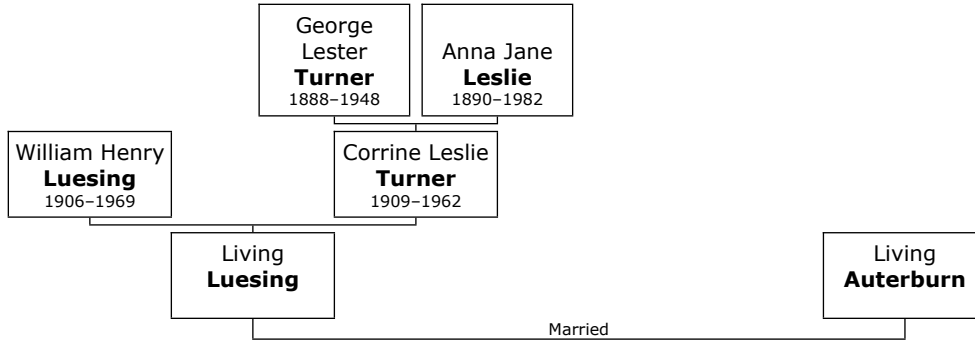 George
Lester
Turner
1888–1948
Anna Jane
Leslie
1890–1982
William Henry
Luesing
1906–1969
Corrine Leslie
Turner
1909–1962
Living
Luesing
Living
Auterburn
Married